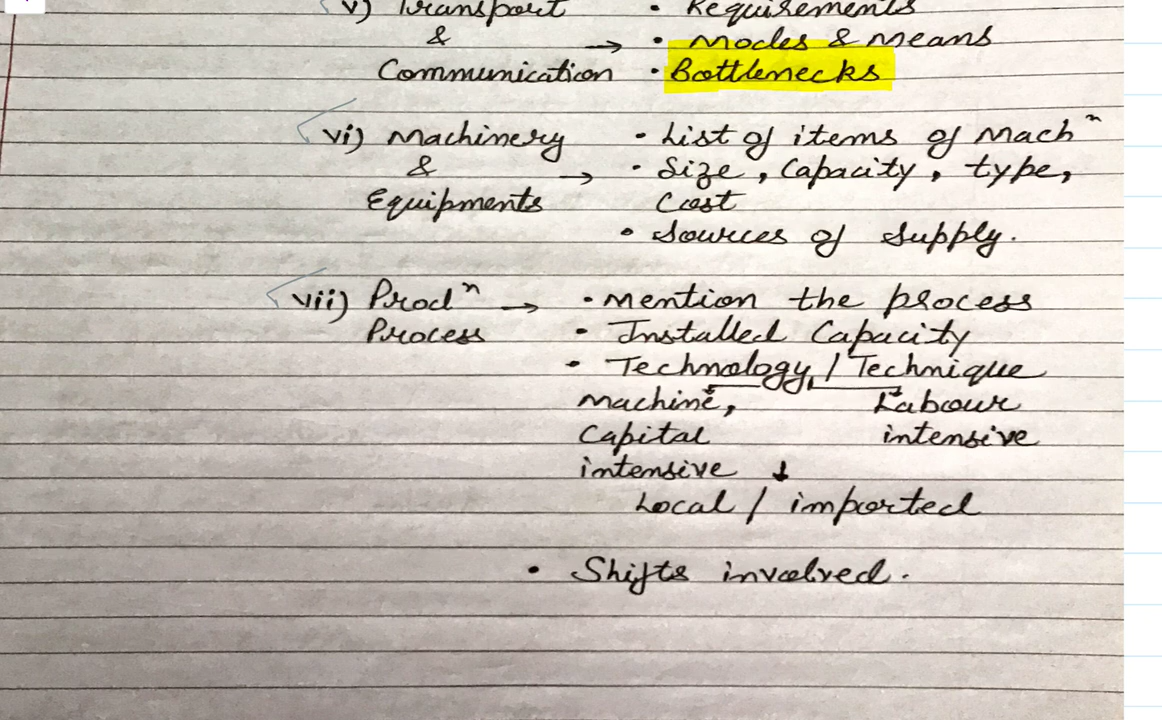 v) Transport • Requirements
& → • Modes & Means
Communication • Bottlenecks
vi) Machinery • List of items of Machⁿ
& → • Size, Capacity, type,
Equipments Cost
• Sources of Supply.
vii) Prodⁿ → • Mention the process
Process • Installed Capacity
• Technology / Technique
Machine, Labour
Capital intensive
intensive ↓
Local / imported
• Shifts involved.